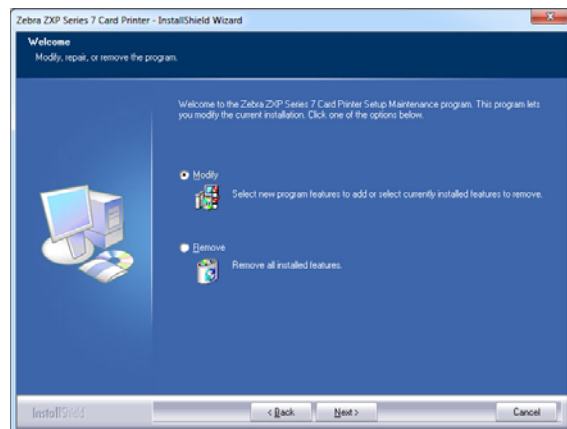 Zebra ZXP Series 7 Card Printer - InstallShield Wizard
Welcome
Modify, repair, or remove the program.
Welcome to the Zebra ZXP Series 7 Card Printer Setup Maintenance program. This program lets
you modify the current installation. Click one of the options below.
Modify
Select new program features to add or select currently installed features to remove.
Remove
Remove all installed features.
InstallShield
< Back
Next >
Cancel